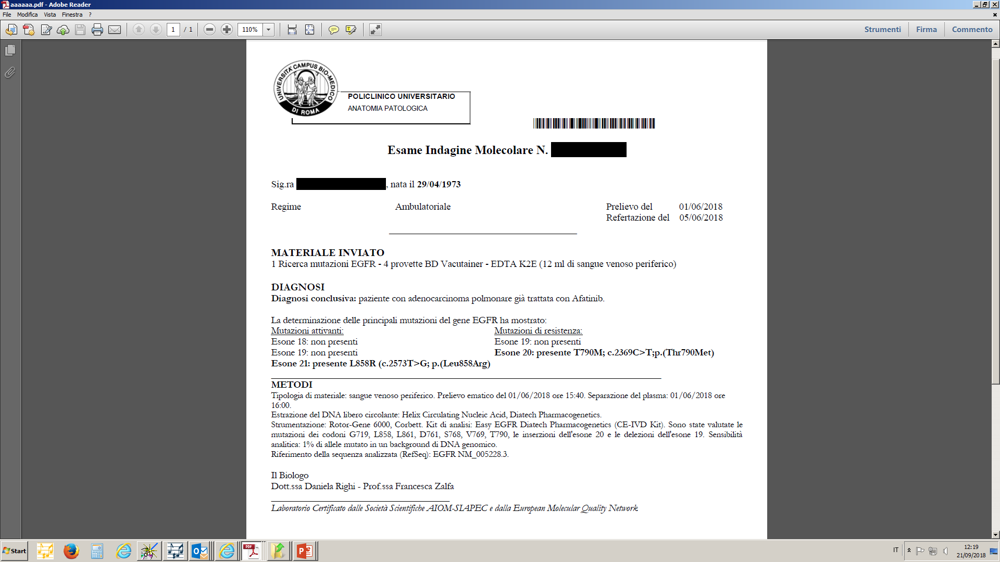 aaaaaa.pdf - Adobe Reader
File Modifica Vista Finestra ?
1 / 1 110% Strumenti Firma Commento
UNIVERSITÀ CAMPUS BIO-MEDICO DI ROMA
POLICLINICO UNIVERSITARIO
ANATOMIA PATOLOGICA
Esame Indagine Molecolare N.
Sig.ra , nata il 29/04/1973
Regime Ambulatoriale Prelievo del 01/06/2018
Refertazione del 05/06/2018
MATERIALE INVIATO
1 Ricerca mutazioni EGFR - 4 provette BD Vacutainer - EDTA K2E (12 ml di sangue venoso periferico)
DIAGNOSI
Diagnosi conclusiva: paziente con adenocarcinoma polmonare già trattata con Afatinib.
La determinazione delle principali mutazioni del gene EGFR ha mostrato:
Mutazioni attivanti: Mutazioni di resistenza:
Esone 18: non presenti Esone 19: non presenti
Esone 19: non presenti Esone 20: presente T790M; c.2369C>T;p.(Thr790Met)
Esone 21: presente L858R (c.2573T>G; p.(Leu858Arg)
METODI
Tipologia di materiale: sangue venoso periferico. Prelievo ematico del 01/06/2018 ore 15:40. Separazione del plasma: 01/06/2018 ore
16:00.
Estrazione del DNA libero circolante: Helix Circulating Nucleic Acid, Diatech Pharmacogenetics.
Strumentazione: Rotor-Gene 6000, Corbett. Kit di analisi: Easy EGFR Diatech Pharmacogenetics (CE-IVD Kit). Sono state valutate le
mutazioni dei codoni G719, L858, L861, D761, S768, V769, T790, le inserzioni dell'esone 20 e le delezioni dell'esone 19. Sensibilità
analitica: 1% di allele mutato in un background di DNA genomico.
Riferimento della sequenza analizzata (RefSeq): EGFR NM_005228.3.
Il Biologo
Dott.ssa Daniela Righi - Prof.ssa Francesca Zalfa
Laboratorio Certificato dalle Società Scientifiche AIOM-SIAPEC e dalla European Molecular Quality Network
Start IT 12:19
21/09/2018